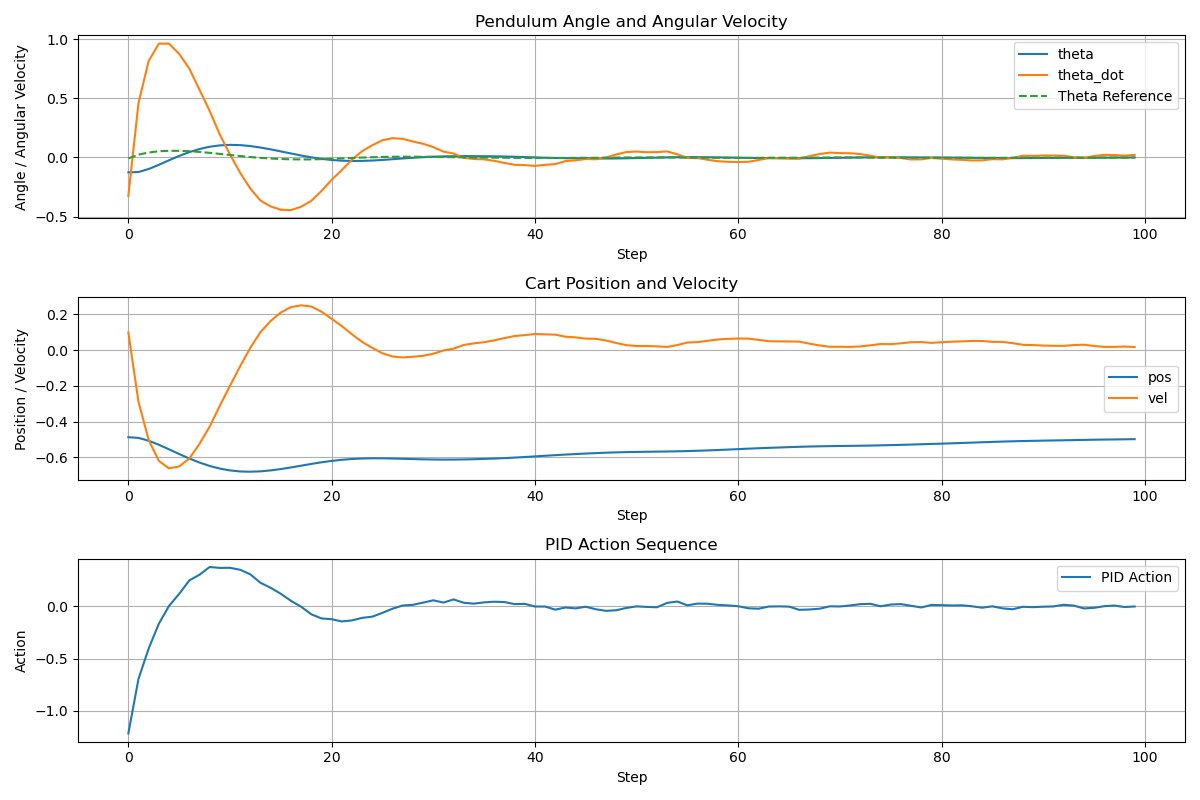 Pendulum Angle and Angular Velocity
Angle / Angular Velocity
1.0
0.5
0.0
−0.5
theta
theta_dot
Theta Reference
0 20 40 60 80 100
Step
Cart Position and Velocity
Position / Velocity
0.2
0.0
−0.2
−0.4
−0.6
pos
vel
0 20 40 60 80 100
Step
PID Action Sequence
Action
0.0
−0.5
−1.0
PID Action
0 20 40 60 80 100
Step